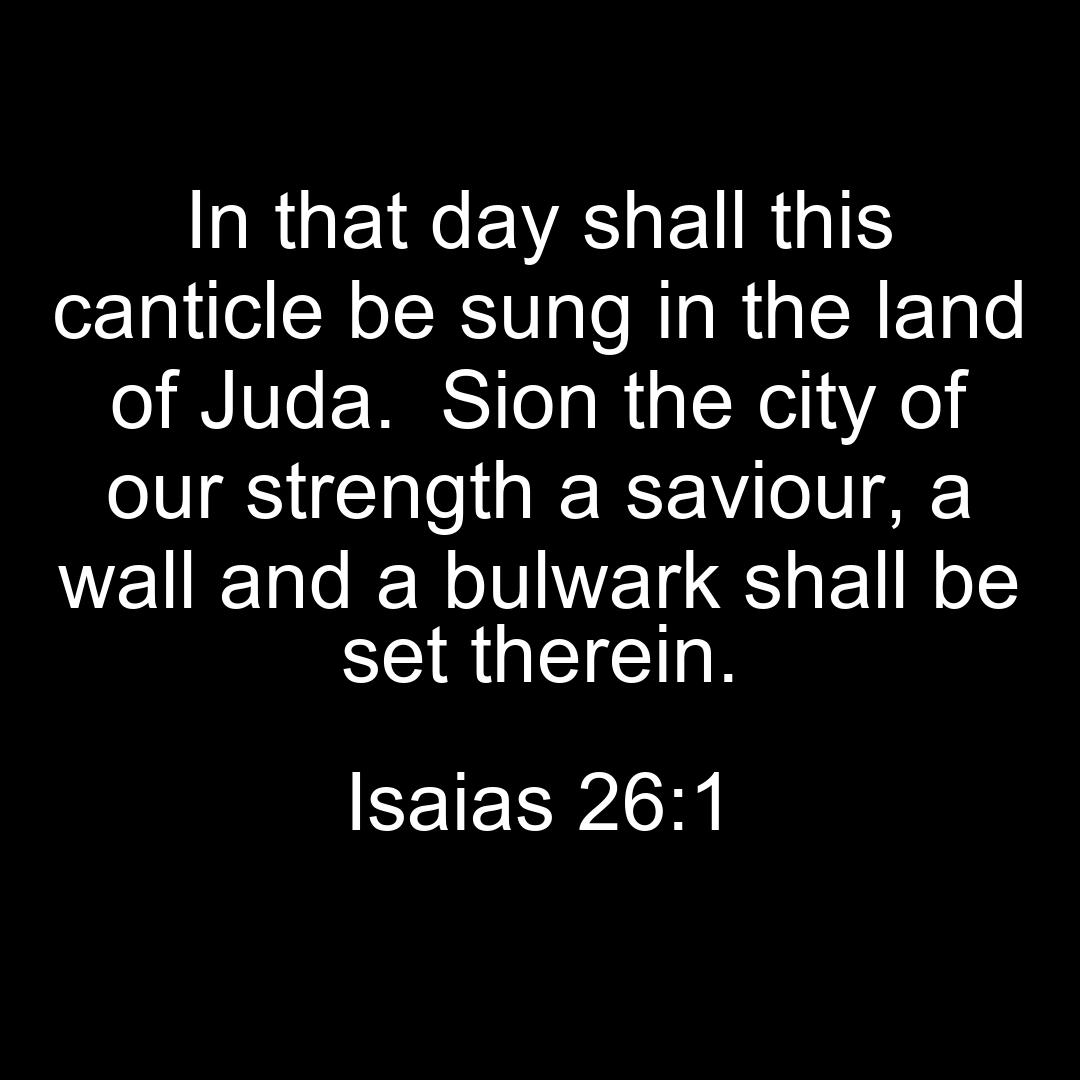 In that day shall this
canticle be sung in the land
of Juda.  Sion the city of
our strength a saviour, a
wall and a bulwark shall be
set therein.
Isaias 26:1